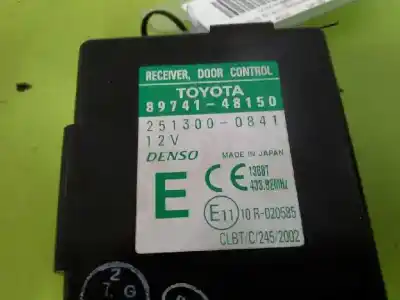 RECEIVER, DOOR CONTROL
TOYOTA
89741-48150
251300-0841
12V
DENSO
MADE IN JAPAN
E CE
433.92MHz
E11 10 R-020585
CLBT/C/245/2002
2
T. G